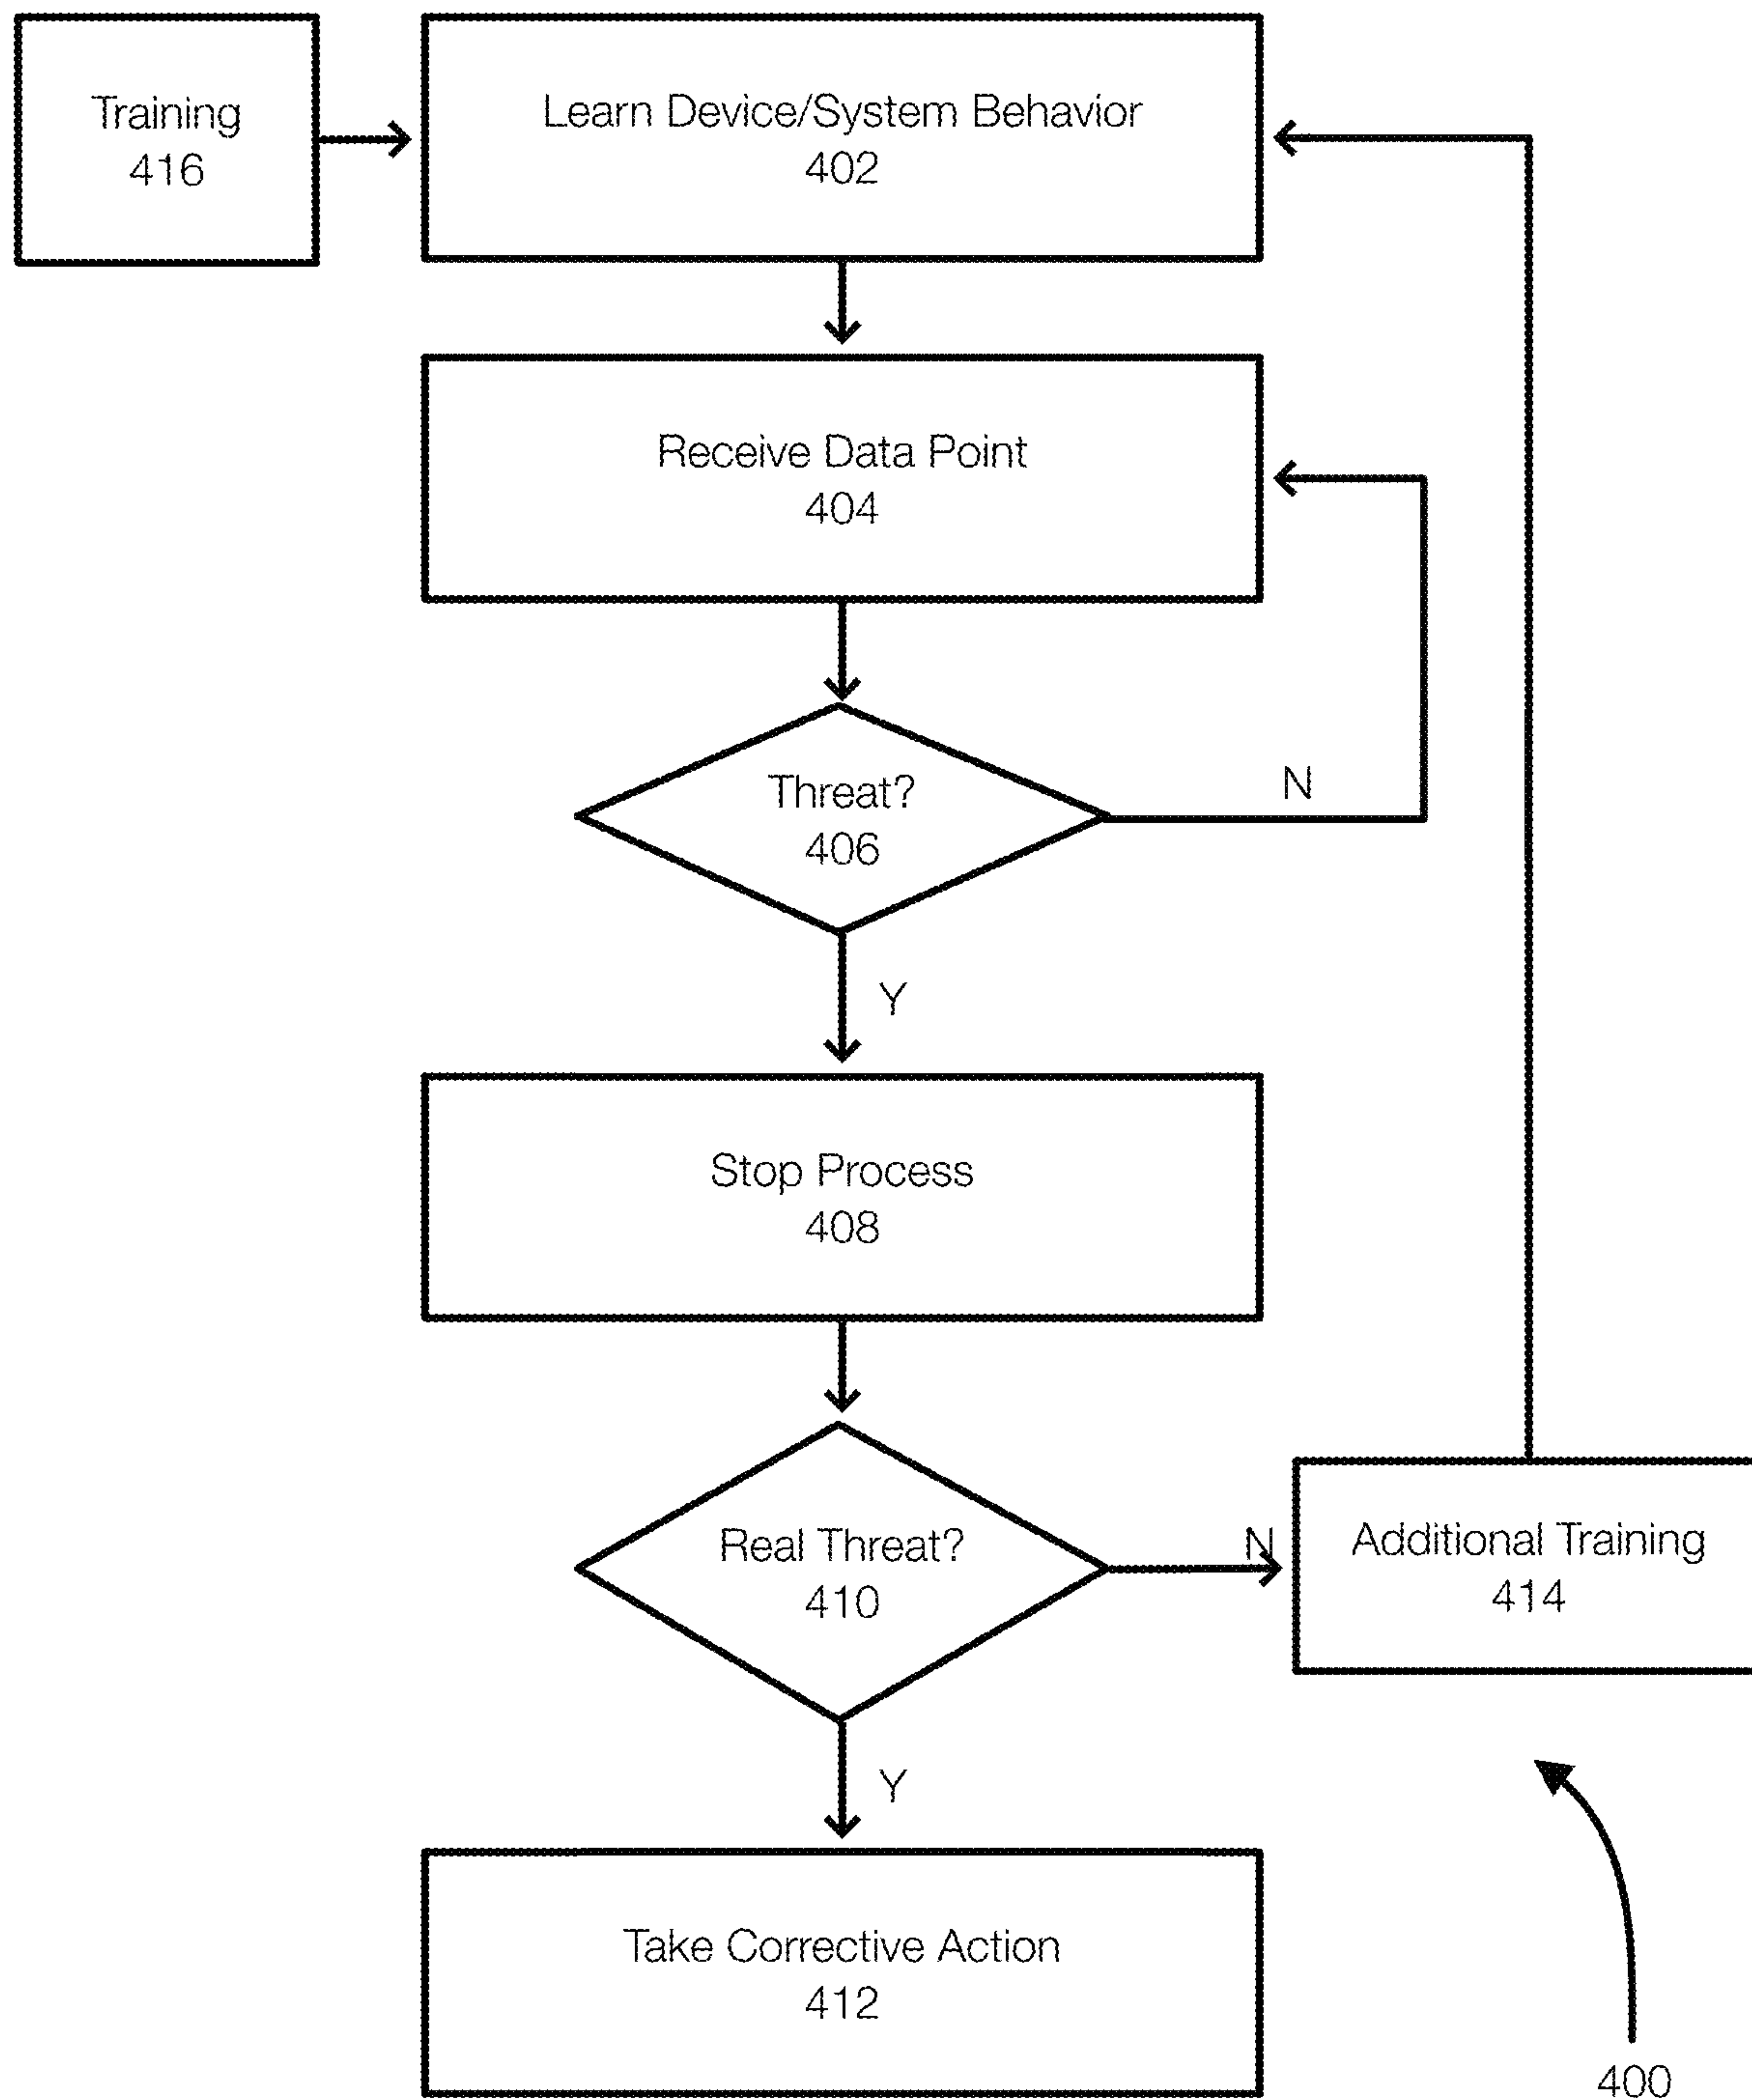 Training
416
Learn Device/System Behavior
402
Receive Data Point
404
Threat?
406
N
Y
Stop Process
408
Real Threat?
410
N
Additional Training
414
Y
Take Corrective Action
412
400